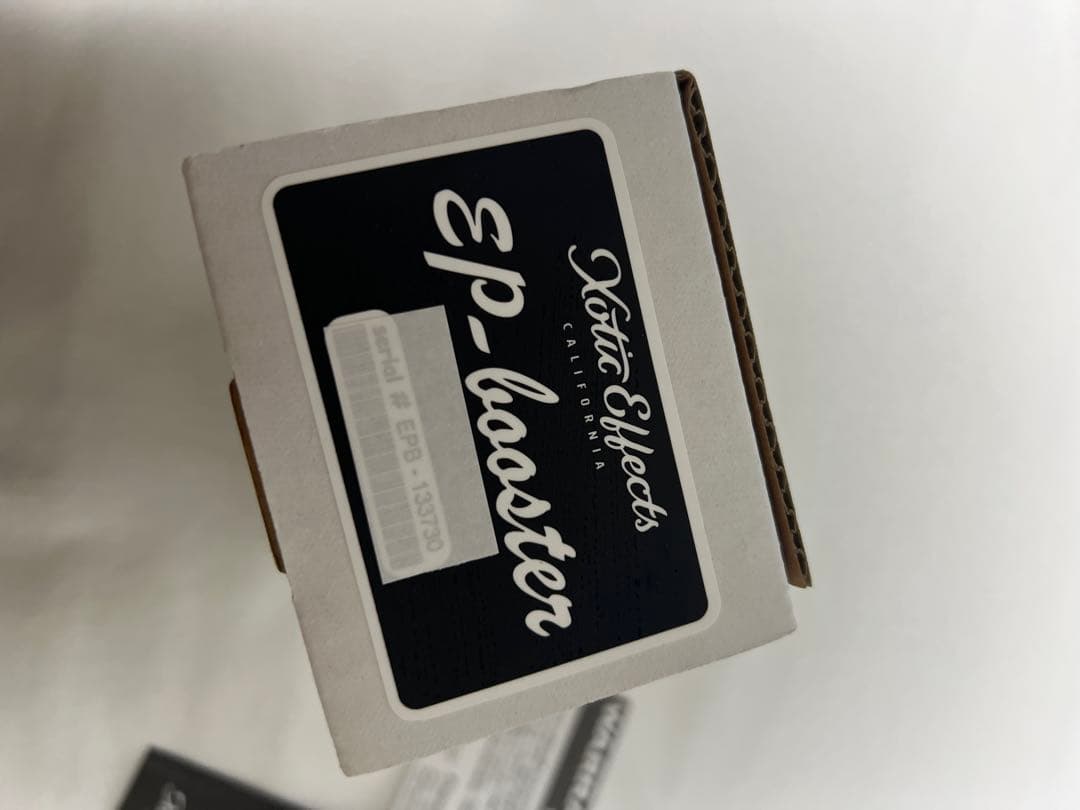 Xotic Effects
CALIFORNIA
EP-booster
serial # EPB - 133730